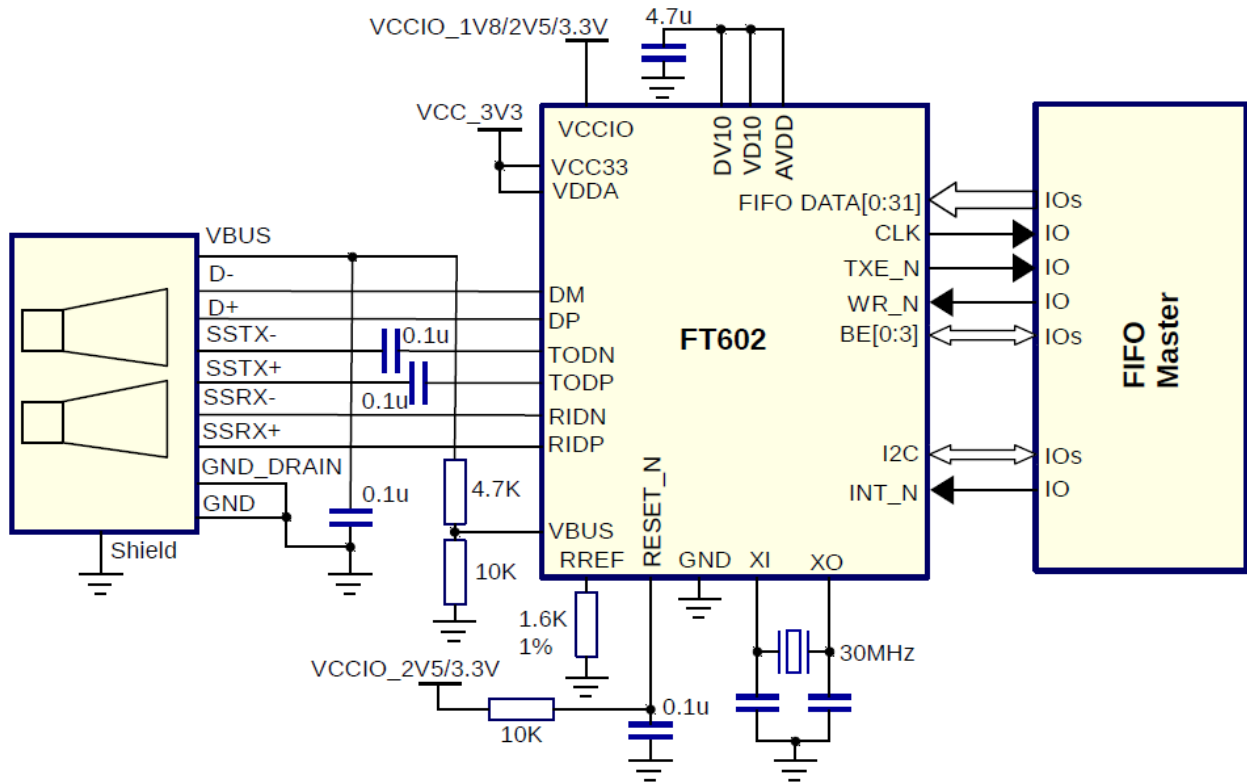 4.7u
VCCIO_1V8/2V5/3.3V
VCC_3V3
VCCIO
VCC33
VDDA
DV10
VD10
AVDD
FIFO DATA[0:31]
IOs
CLK
IO
TXE_N
IO
WR_N
IO
BE[0:3]
IOs
FT602
FIFO
Master
I2C
IOs
INT_N
IO
VBUS
D-
D+
SSTX-
SSTX+
SSRX-
SSRX+
GND_DRAIN
GND
Shield
DM
DP
0.1u
TODN
TODP
0.1u
RIDN
RIDP
4.7K
0.1u
VBUS
10K
RREF
RESET_N
GND
XI
XO
1.6K
1%
30MHz
VCCIO_2V5/3.3V
10K
0.1u